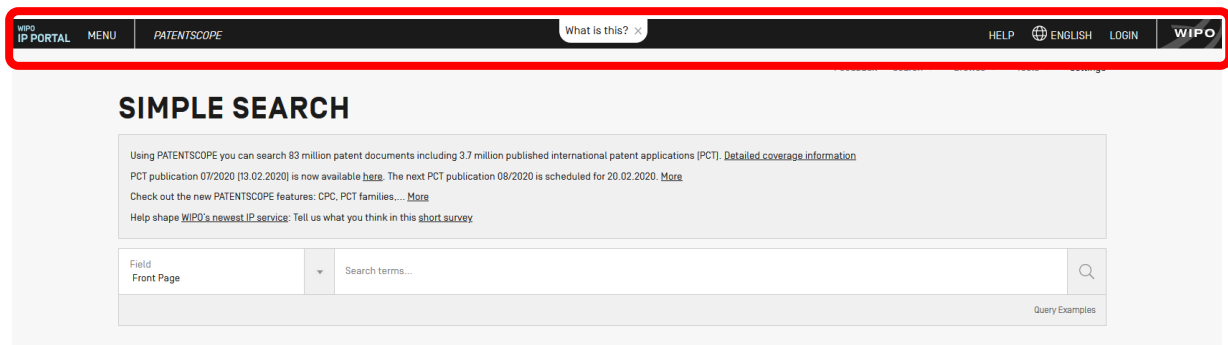 WIPO
IP PORTAL MENU PATENTSCOPE What is this? × HELP ENGLISH LOGIN WIPO
SIMPLE SEARCH
Using PATENTSCOPE you can search 83 million patent documents including 3.7 million published international patent applications (PCT). Detailed coverage information
PCT publication 07/2020 (13.02.2020) is now available here. The next PCT publication 08/2020 is scheduled for 20.02.2020. More
Check out the new PATENTSCOPE features: CPC, PCT families,... More
Help shape WIPO's newest IP service: Tell us what you think in this short survey
Field
Front Page
Search terms...
Query Examples